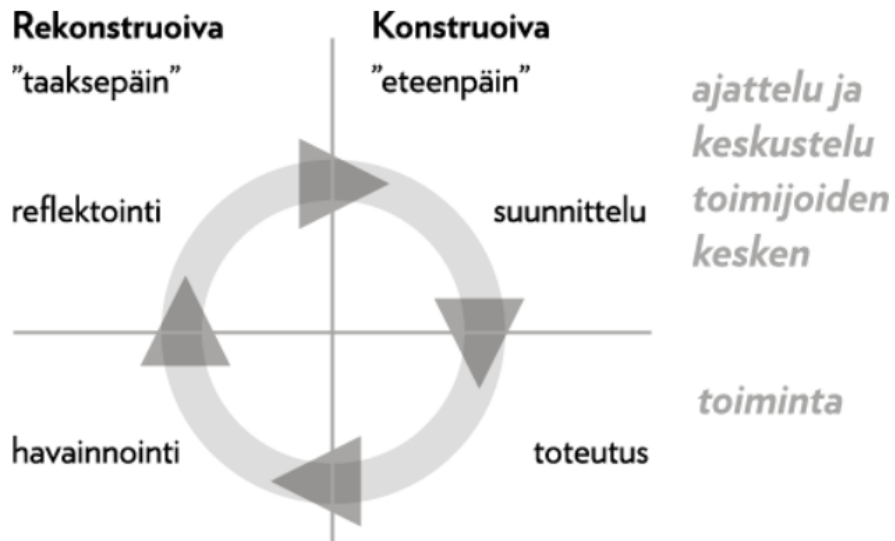 Rekonstruoiva
"taaksepäin"
Konstruoiva
"eteenpäin"
ajattelu ja
keskustelu
toimijoiden
kesken
reflektointi
suunnittelu
havainnointi
toteutus
toiminta